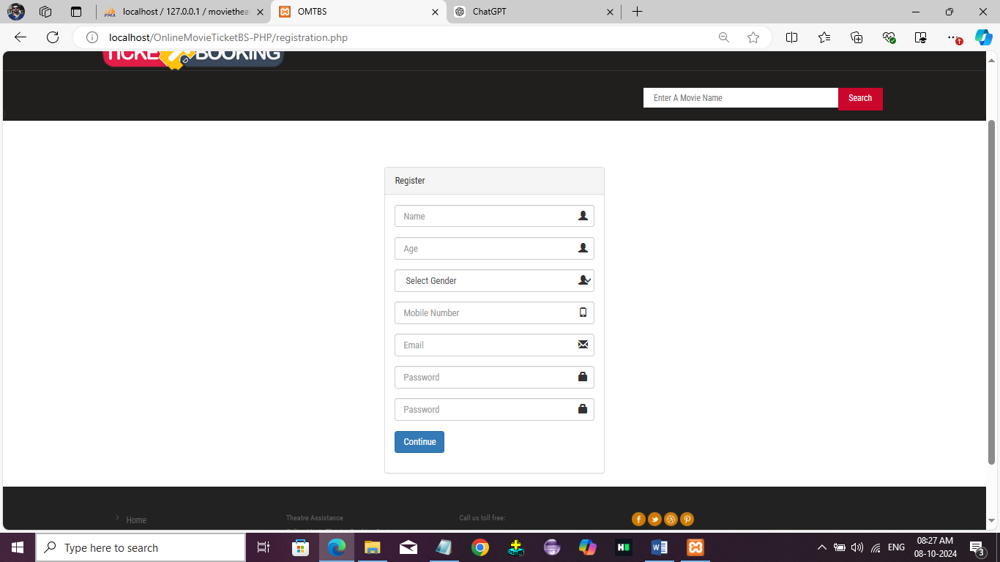 localhost / 127.0.0.1 / moviethea
OMTBS
ChatGPT
localhost/OnlineMovieTicketBS-PHP/registration.php
BOOKING
Enter A Movie Name
Search
Register
Name
Age
Select Gender
Mobile Number
Email
Password
Password
Continue
Home
Theatre Assistance
Call us toll free:
Type here to search
ENG
08:27 AM
08-10-2024
3